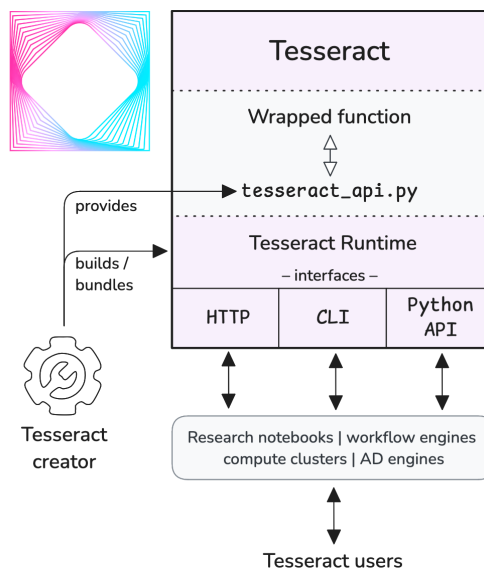 Tesseract
Wrapped function
tesseract_api.py
provides
Tesseract Runtime
builds /
bundles
– interfaces –
HTTP
CLI
Python
API
Tesseract
creator
Research notebooks | workflow engines
compute clusters | AD engines
Tesseract users